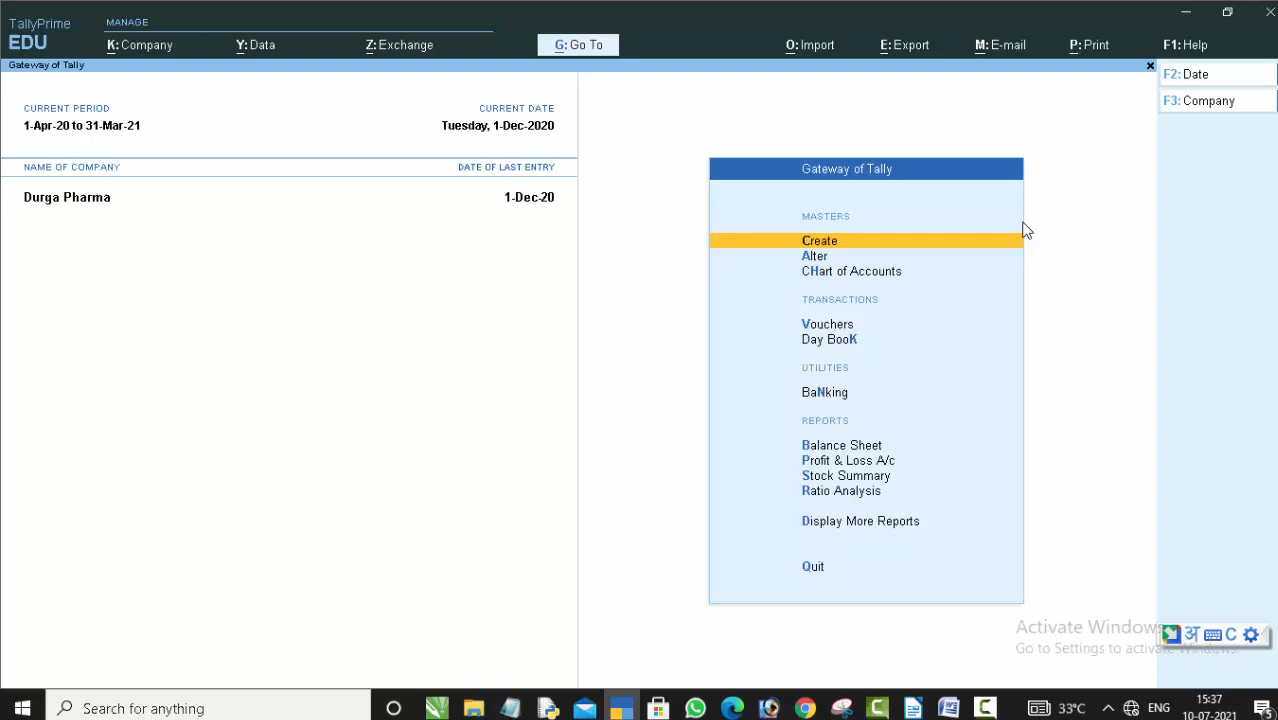 TallyPrime
EDU
MANAGE
K: Company
Y: Data
Z: Exchange
G: Go To
O: Import
E: Export
M: E-mail
P: Print
F1: Help
Gateway of Tally
F2: Date
F3: Company
CURRENT PERIOD
CURRENT DATE
1-Apr-20 to 31-Mar-21
Tuesday, 1-Dec-2020
NAME OF COMPANY
DATE OF LAST ENTRY
Durga Pharma
1-Dec-20
Gateway of Tally
MASTERS
Create
Alter
CHart of Accounts
TRANSACTIONS
Vouchers
Day BooK
UTILITIES
BaNking
REPORTS
Balance Sheet
Profit & Loss A/c
Stock Summary
Ratio Analysis
Display More Reports
Quit
Activate Windows
Go to Settings to activate Windows.
अ
C
Search for anything
33°C
ENG
15:37
10-07-2021